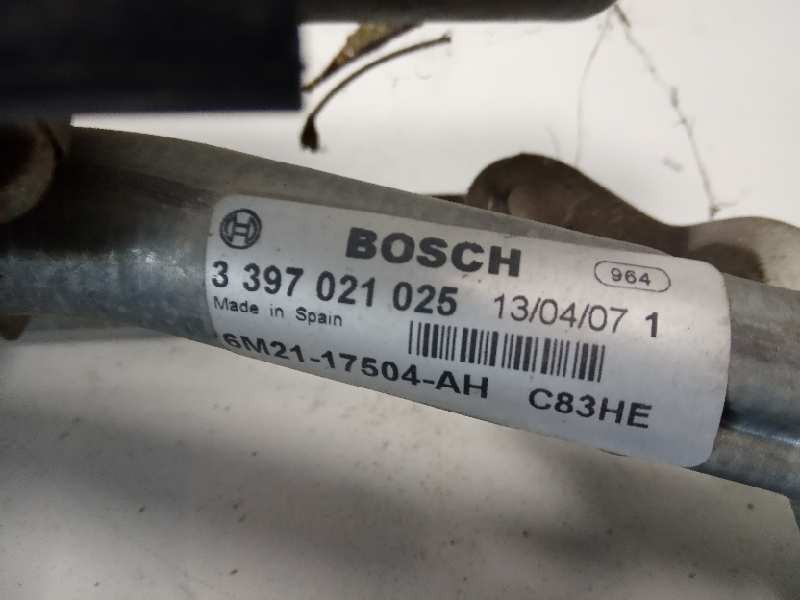 BOSCH 964
3 397 021 025 13/04/07 1
Made in Spain
6M21-17504-AH C83HE